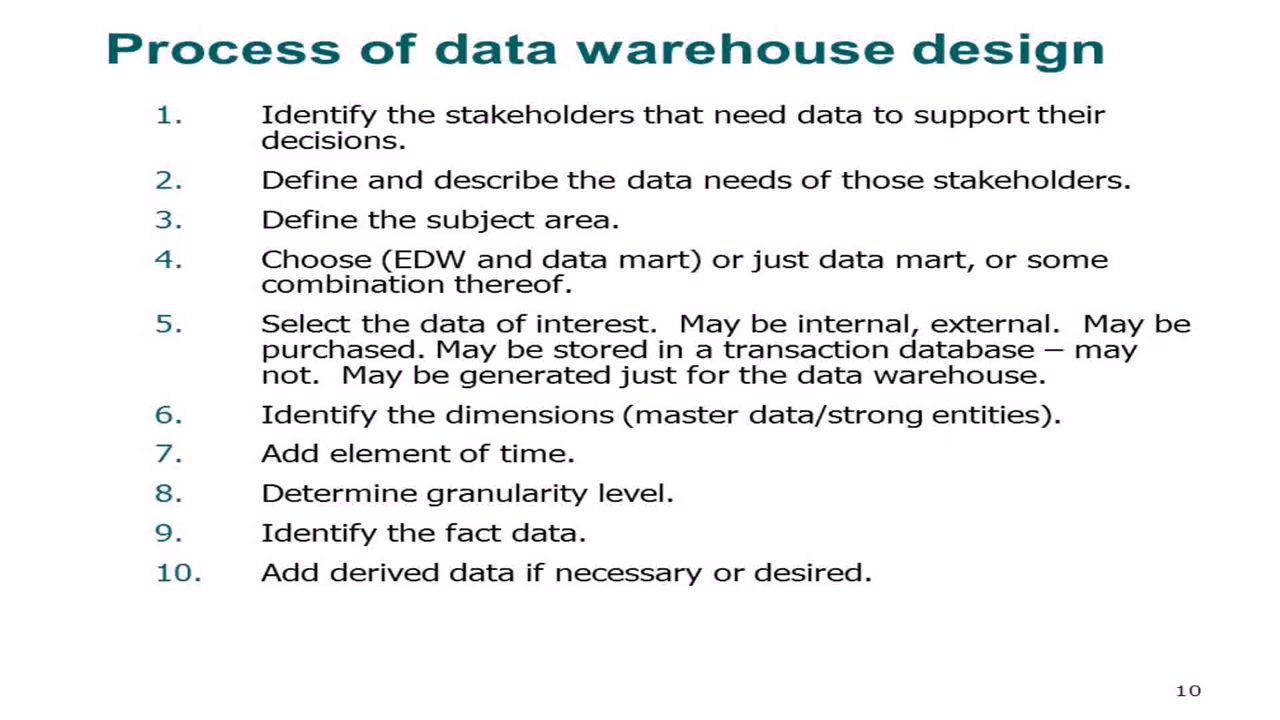 Process of data warehouse design
1. Identify the stakeholders that need data to support their
decisions.
2. Define and describe the data needs of those stakeholders.
3. Define the subject area.
4. Choose (EDW and data mart) or just data mart, or some
combination thereof.
5. Select the data of interest.  May be internal, external.  May be
purchased. May be stored in a transaction database – may
not.  May be generated just for the data warehouse.
6. Identify the dimensions (master data/strong entities).
7. Add element of time.
8. Determine granularity level.
9. Identify the fact data.
10. Add derived data if necessary or desired.
10